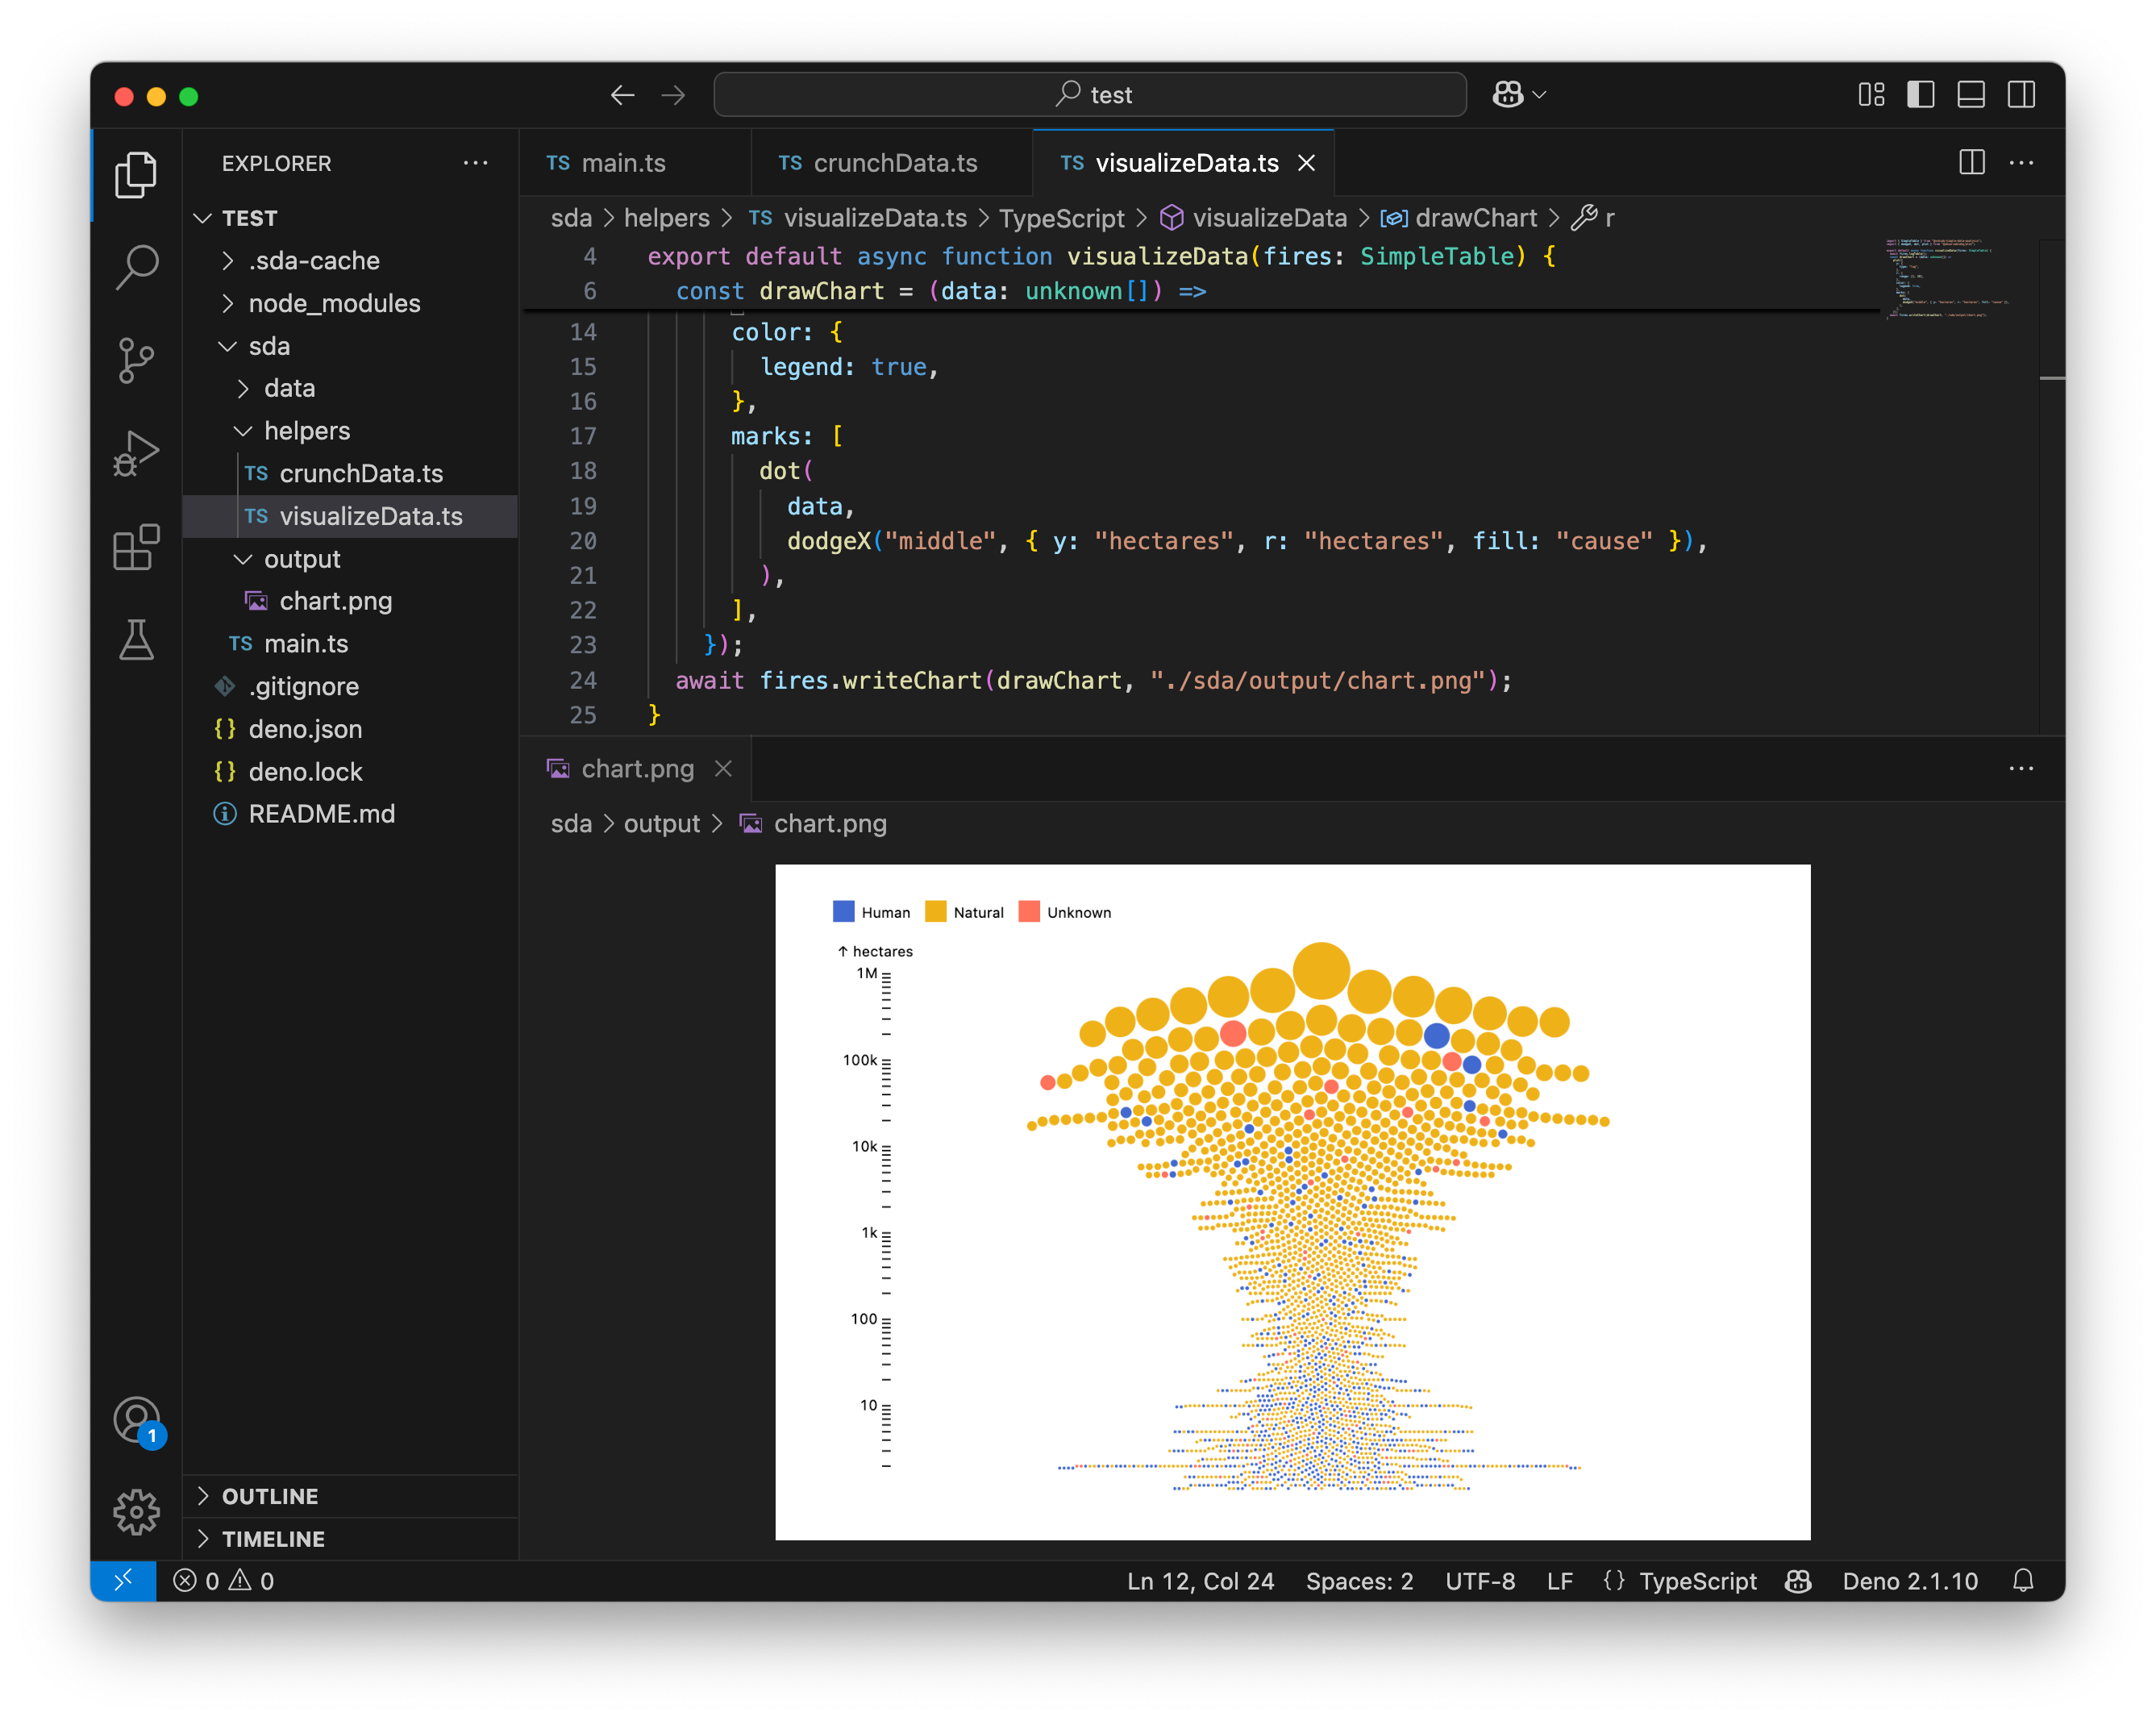 test
EXPLORER
TEST
.sda-cache
node_modules
sda
data
helpers
TS crunchData.ts
TS visualizeData.ts
output
chart.png
TS main.ts
.gitignore
{} deno.json
{} deno.lock
README.md
1
OUTLINE
TIMELINE
TS main.ts
TS crunchData.ts
TS visualizeData.ts
sda > helpers > TS visualizeData.ts > TypeScript > visualizeData > drawChart > r
4 export default async function visualizeData(fires: SimpleTable) {
6 const drawChart = (data: unknown[]) =>
14 color: {
15 legend: true,
16 },
17 marks: [
18 dot(
19 data,
20 dodgeX("middle", { y: "hectares", r: "hectares", fill: "cause" }),
21 ),
22 ],
23 });
24 await fires.writeChart(drawChart, "./sda/output/chart.png");
25 }
chart.png
sda > output > chart.png
Human Natural Unknown
↑ hectares
1M
100k
10k
1k
100
10
0 0
Ln 12, Col 24 Spaces: 2 UTF-8 LF {} TypeScript Deno 2.1.10